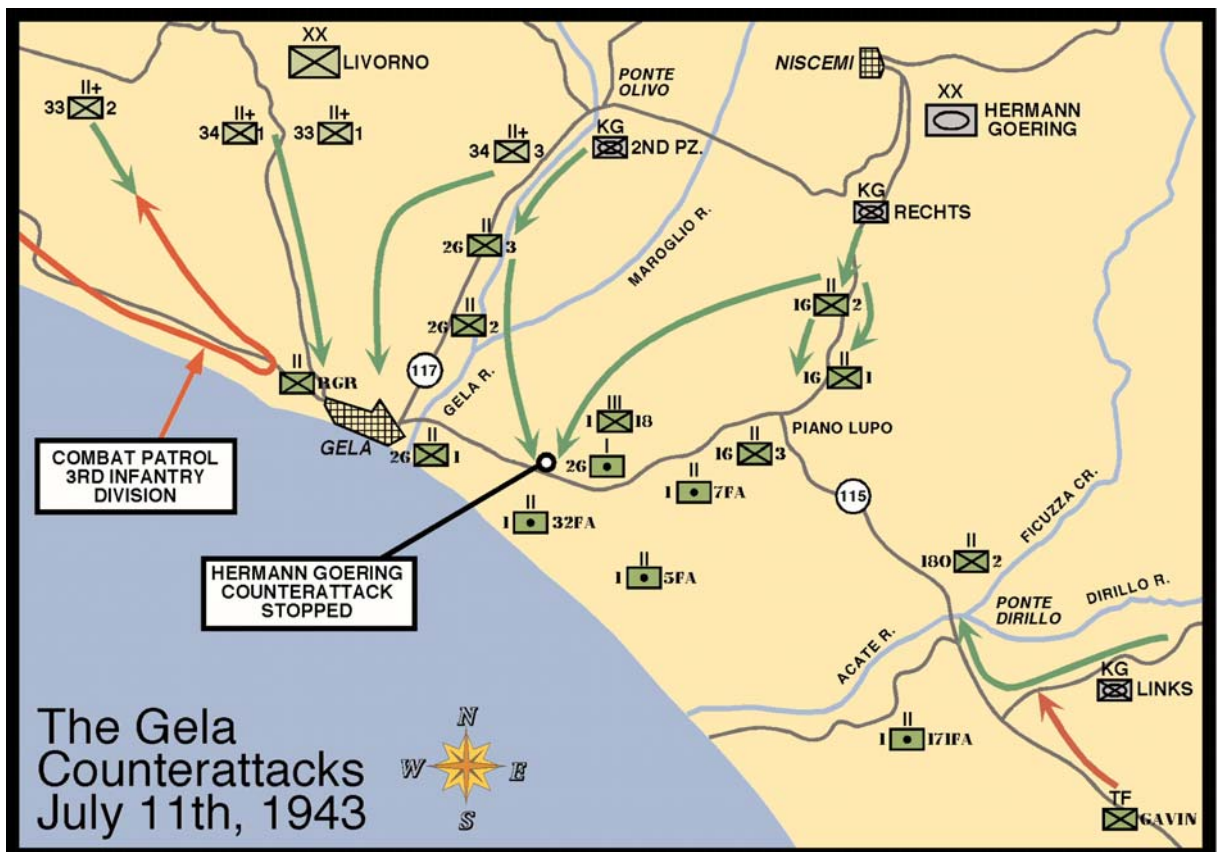 XX
LIVORNO
II+
33 2
II+
34 1
II+
33 1
II+
34 3
PONTE
OLIVO
KG
2ND PZ.
NISCEMI
XX
HERMANN
GOERING
KG
RECHTS
MAROGLIO R.
II
26 3
II
26 2
II
16 2
II
16 1
117
GELA R.
II
RGR
GELA
II
26 1
III
1 18
I
26
II
1 7FA
II
16 3
PIANO LUPO
115
II
1 32FA
II
1 5FA
COMBAT PATROL
3RD INFANTRY
DIVISION
HERMANN GOERING
COUNTERATTACK
STOPPED
II
180 2
FICUZZA CR.
DIRILLO R.
PONTE
DIRILLO
ACATE R.
KG
LINKS
II
1 171FA
TF
GAVIN
The Gela
Counterattacks
July 11th, 1943
N
W E
S